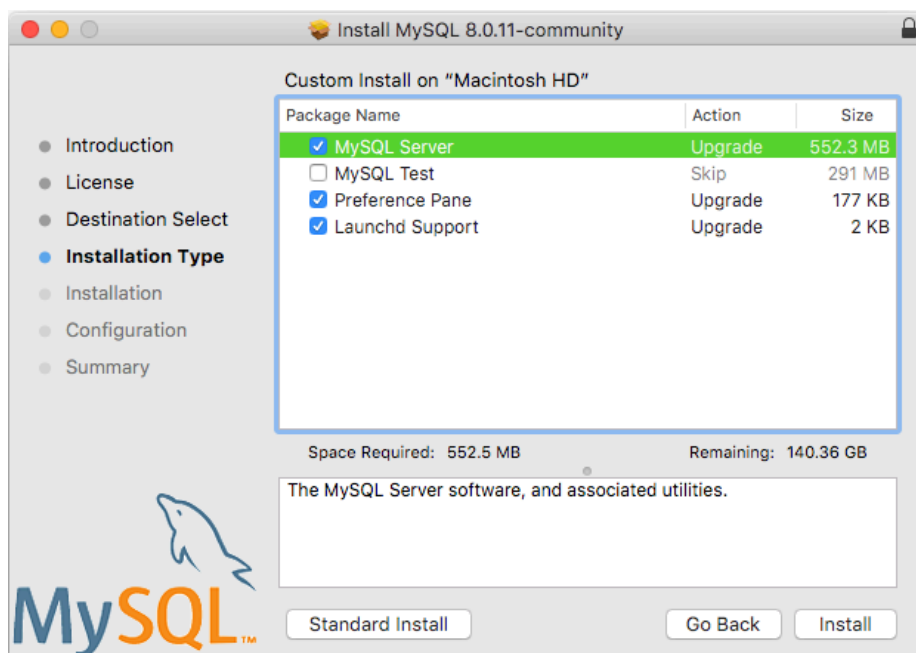 Install MySQL 8.0.11-community
Custom Install on “Macintosh HD”
Introduction
License
Destination Select
Installation Type
Installation
Configuration
Summary
Package Name Action Size
MySQL Server Upgrade 552.3 MB
MySQL Test Skip 291 MB
Preference Pane Upgrade 177 KB
Launchd Support Upgrade 2 KB
Space Required: 552.5 MB Remaining: 140.36 GB
The MySQL Server software, and associated utilities.
MySQL™
Standard Install Go Back Install